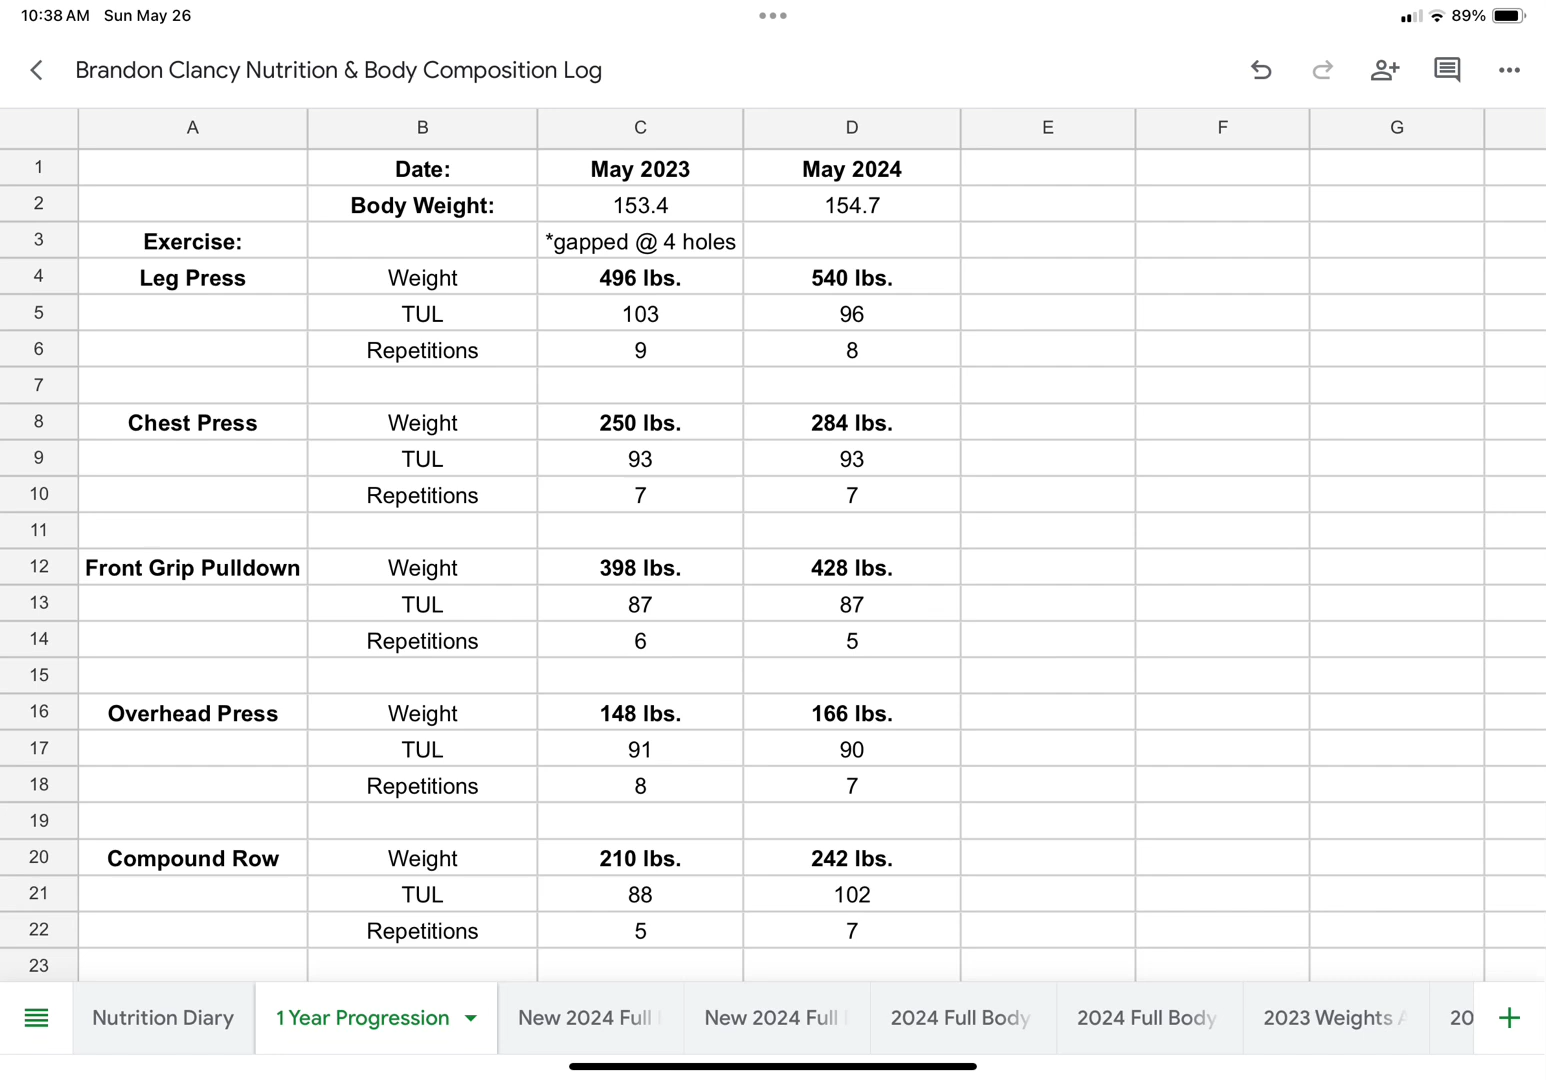 10:38 AM Sun May 26
89%
Brandon Clancy Nutrition & Body Composition Log
A B C D E F G
1 Date: May 2023 May 2024
2 Body Weight: 153.4 154.7
3 Exercise: *gapped @ 4 holes
4 Leg Press Weight 496 lbs. 540 lbs.
5 TUL 103 96
6 Repetitions 9 8
7
8 Chest Press Weight 250 lbs. 284 lbs.
9 TUL 93 93
10 Repetitions 7 7
11
12 Front Grip Pulldown Weight 398 lbs. 428 lbs.
13 TUL 87 87
14 Repetitions 6 5
15
16 Overhead Press Weight 148 lbs. 166 lbs.
17 TUL 91 90
18 Repetitions 8 7
19
20 Compound Row Weight 210 lbs. 242 lbs.
21 TUL 88 102
22 Repetitions 5 7
23
Nutrition Diary 1 Year Progression New 2024 Full New 2024 Full 2024 Full Body 2024 Full Body 2023 Weights 20